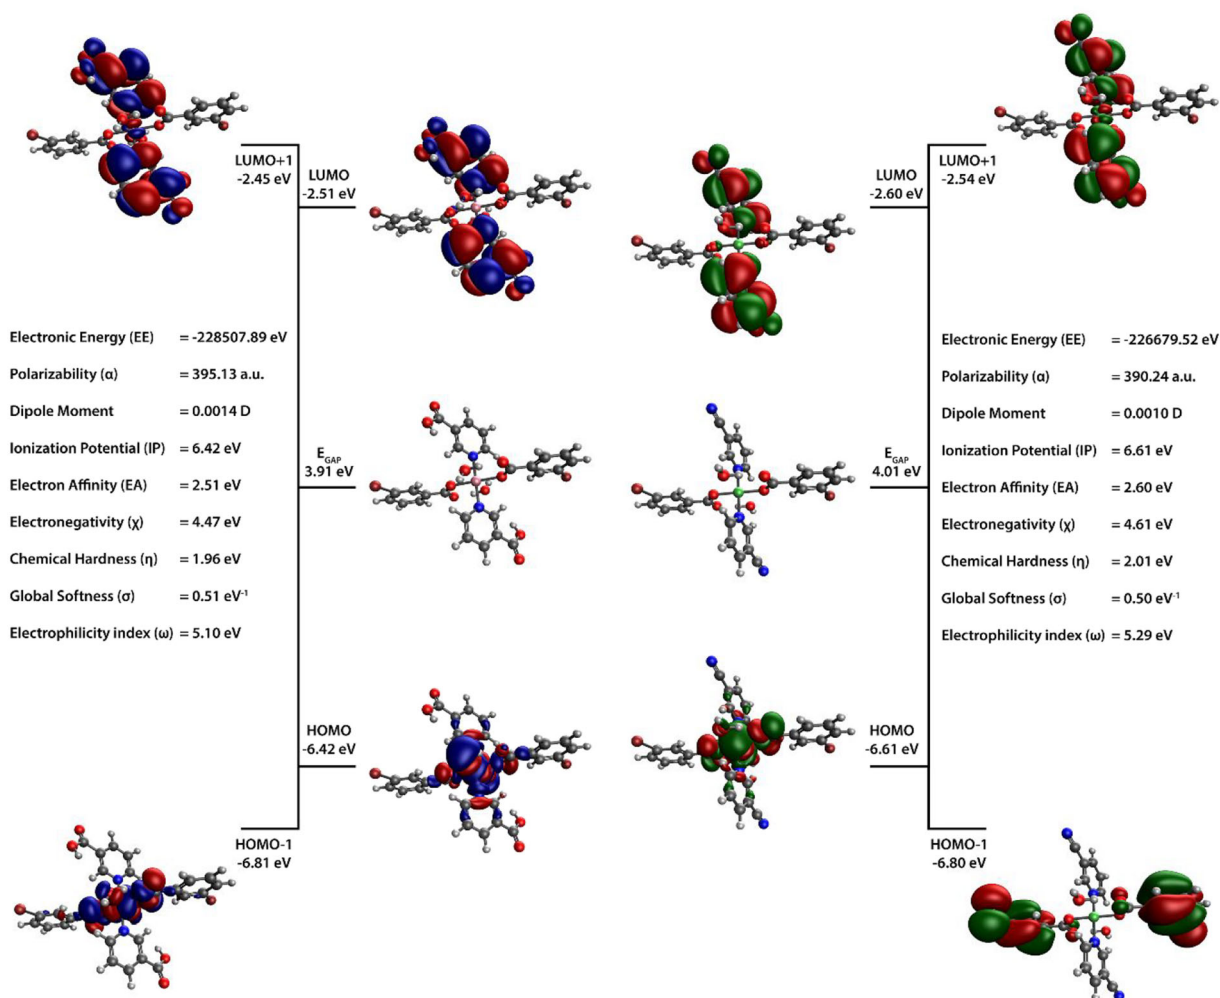 LUMO+1
-2.45 eV
LUMO
-2.51 eV
LUMO
-2.60 eV
LUMO+1
-2.54 eV
Electronic Energy (EE) = -228507.89 eV
Polarizability (α) = 395.13 a.u.
Dipole Moment = 0.0014 D
Ionization Potential (IP) = 6.42 eV
Electron Affinity (EA) = 2.51 eV
Electronegativity (χ) = 4.47 eV
Chemical Hardness (η) = 1.96 eV
Global Softness (σ) = 0.51 eV⁻¹
Electrophilicity index (ω) = 5.10 eV
E_GAP
3.91 eV
E_GAP
4.01 eV
Electronic Energy (EE) = -226679.52 eV
Polarizability (α) = 390.24 a.u.
Dipole Moment = 0.0010 D
Ionization Potential (IP) = 6.61 eV
Electron Affinity (EA) = 2.60 eV
Electronegativity (χ) = 4.61 eV
Chemical Hardness (η) = 2.01 eV
Global Softness (σ) = 0.50 eV⁻¹
Electrophilicity index (ω) = 5.29 eV
HOMO
-6.42 eV
HOMO
-6.61 eV
HOMO-1
-6.81 eV
HOMO-1
-6.80 eV